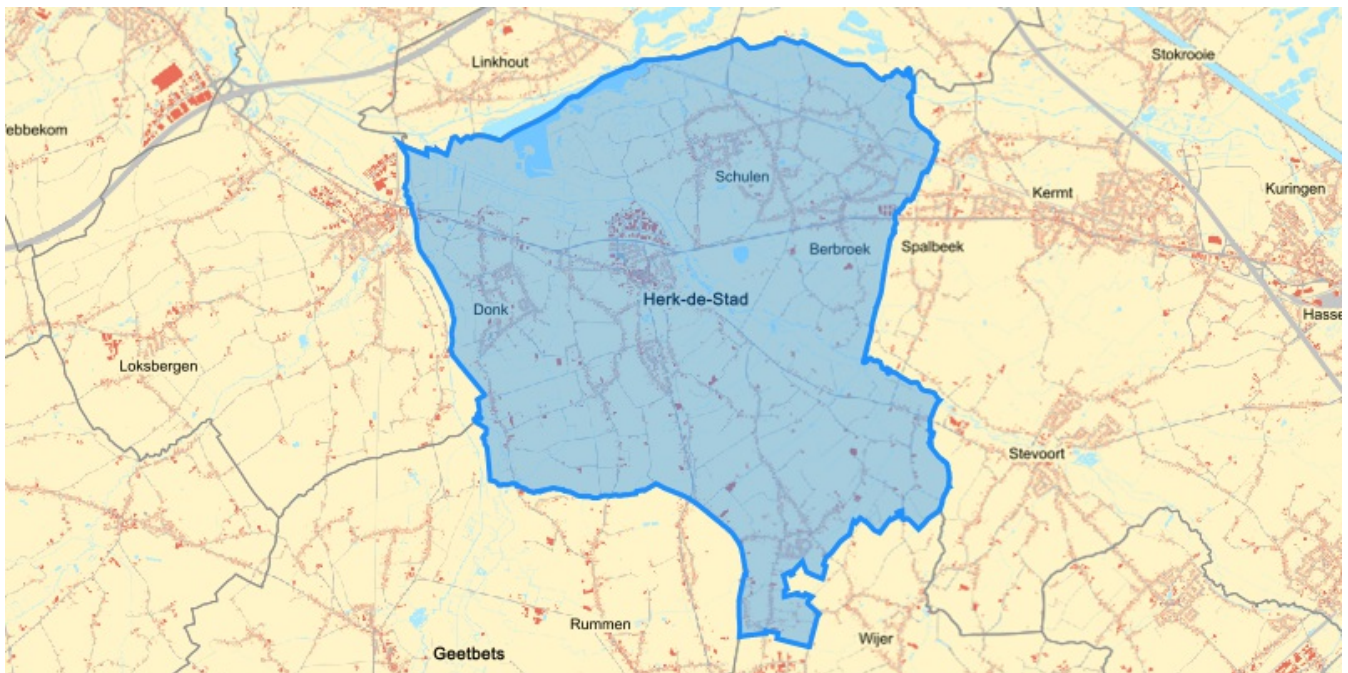 Stokrooie
Linkhout
ebbekom
Schulen
Kuringen
Kermt
Berbroek
Spalbeek
Herk-de-Stad
Donk
Hasse
Loksbergen
Stevoort
Rummen
Wijer
Geetbets